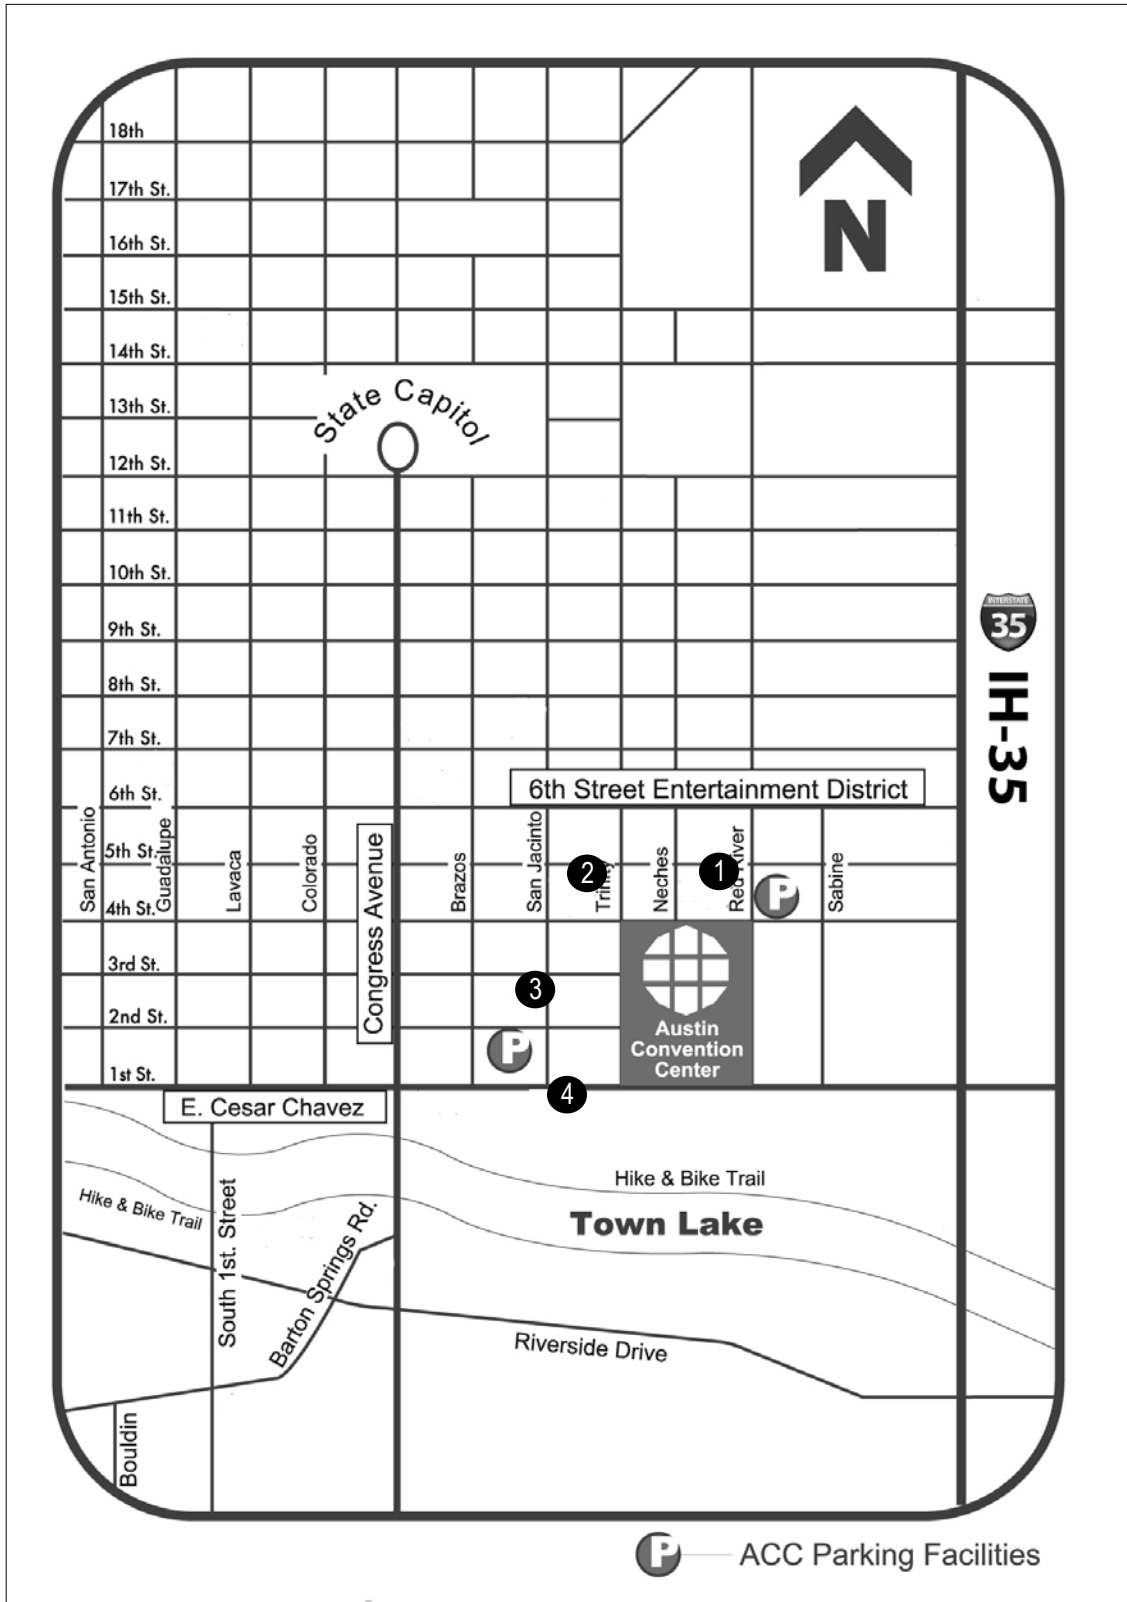 18th
17th St.
16th St.
N
15th St.
14th St.
State Capitol
13th St.
12th St.
11th St.
10th St.
INTERSTATE
35
9th St.
8th St.
IH-35
7th St.
6th St.
6th Street Entertainment District
San Antonio
5th St.
Guadalupe
Lavaca
Colorado
Congress Avenue
Brazos
San Jacinto
2
Trinity
Neches
1
Red River
P
Sabine
4th St.
3rd St.
3
2nd St.
Austin
Convention
Center
P
1st St.
4
E. Cesar Chavez
Hike & Bike Trail
Hike & Bike Trail
Town Lake
South 1st. Street
Barton Springs Rd.
Riverside Drive
Bouldin
P ACC Parking Facilities